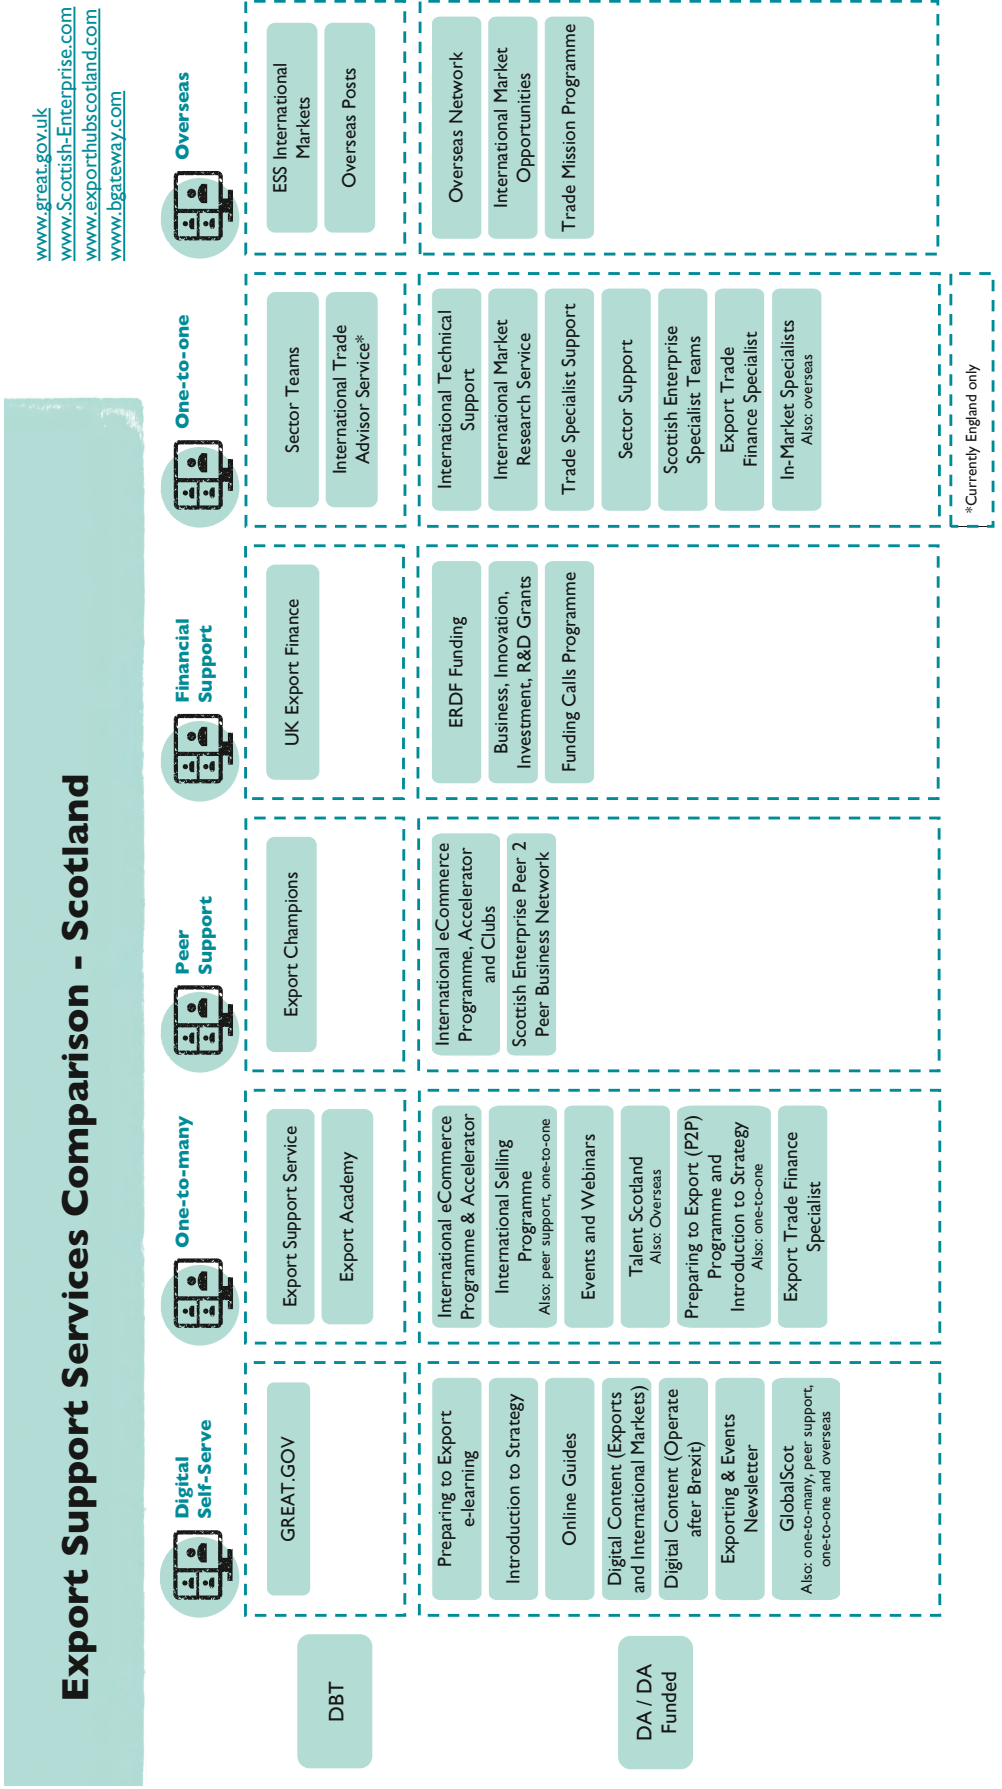 Export Support Services Comparison - Scotland
www.great.gov.uk
www.Scottish-Enterprise.com
www.exporthubscotland.com
www.bgateway.com
Digital
Self-Serve
One-to-many
Peer
Support
Financial
Support
One-to-one
Overseas
DBT
GREAT.GOV
Export Support Service
Export Academy
Export Champions
UK Export Finance
Sector Teams
International Trade
Advisor Service*
ESS International
Markets
Overseas Posts
DA / DA
Funded
Preparing to Export
e-learning
Introduction to Strategy
Online Guides
Digital Content (Exports
and International Markets)
Digital Content (Operate
after Brexit)
Exporting & Events
Newsletter
GlobalScot
Also: one-to-many, peer support,
one-to-one and overseas
International eCommerce
Programme & Accelerator
International Selling
Programme
Also: peer support, one-to-one
Events and Webinars
Talent Scotland
Also: Overseas
Preparing to Export (P2P)
Programme and
Introduction to Strategy
Also: one-to-one
Export Trade Finance
Specialist
International eCommerce
Programme, Accelerator
and Clubs
Scottish Enterprise Peer 2
Peer Business Network
ERDF Funding
Business, Innovation,
Investment, R&D Grants
Funding Calls Programme
International Technical
Support
International Market
Research Service
Trade Specialist Support
Sector Support
Scottish Enterprise
Specialist Teams
Export Trade
Finance Specialist
In-Market Specialists
Also: overseas
Overseas Network
International Market
Opportunities
Trade Mission Programme
*Currently England only